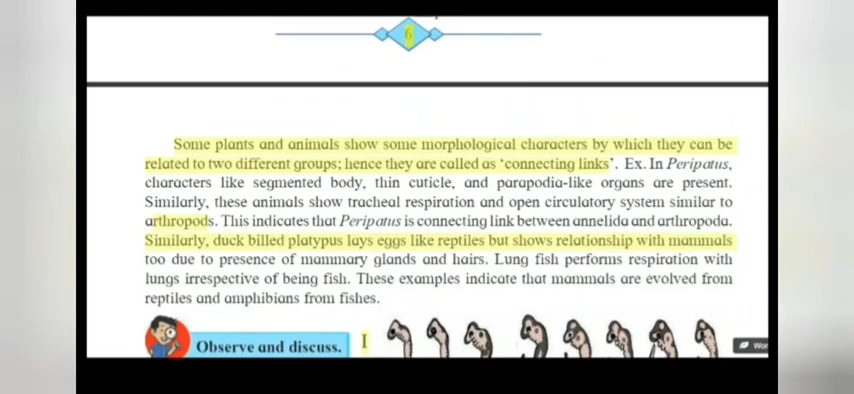 6
Some plants and animals show some morphological characters by which they can be
related to two different groups; hence they are called as ‘connecting links’. Ex. In Peripatus,
characters like segmented body, thin cuticle, and parapodia-like organs are present.
Similarly, these animals show tracheal respiration and open circulatory system similar to
arthropods. This indicates that Peripatus is connecting link between annelida and arthropoda.
Similarly, duck billed platypus lays eggs like reptiles but shows relationship with mammals
too due to presence of mammary glands and hairs. Lung fish performs respiration with
lungs irrespective of being fish. These examples indicate that mammals are evolved from
reptiles and amphibians from fishes.
Observe and discuss.